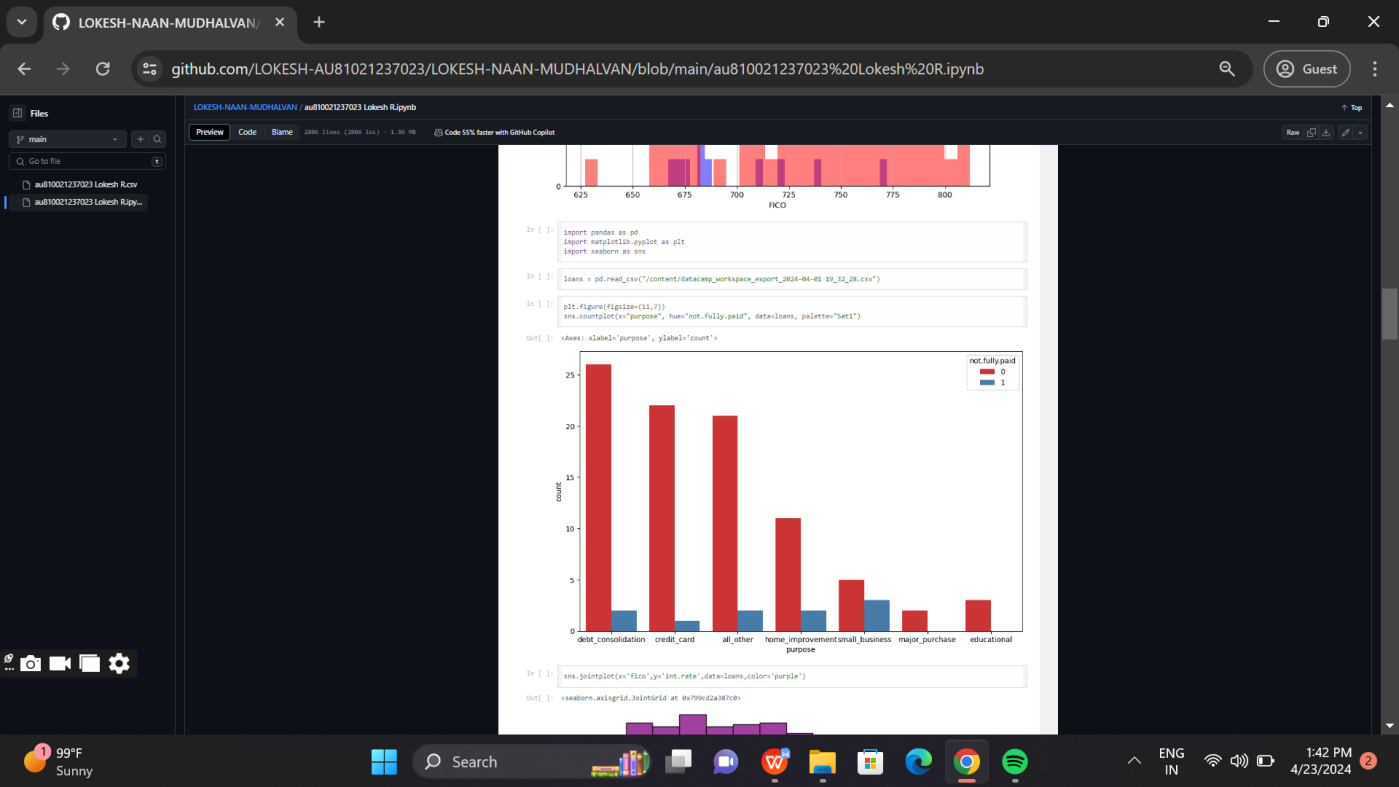 LOKESH-NAAN-MUDHALVAN/
github.com/LOKESH-AU81021237023/LOKESH-NAAN-MUDHALVAN/blob/main/au810021237023%20Lokesh%20R.ipynb
Guest
Files
main
Go to file
t
au810021237023 Lokesh R.csv
au810021237023 Lokesh R.ipy...
LOKESH-NAAN-MUDHALVAN / au810021237023 Lokesh R.ipynb
Top
Preview Code Blame 2806 lines (2806 loc) · 1.96 MB Code 55% faster with GitHub Copilot Raw
0
625 650 675 700 725 750 775 800
FICO
In [ ]: import pandas as pd
import matplotlib.pyplot as plt
import seaborn as sns
In [ ]: loans = pd.read_csv("/content/datacamp_workspace_export_2024-04-01 19_32_28.csv")
In [ ]: plt.figure(figsize=(11,7))
sns.countplot(x="purpose", hue="not.fully.paid", data=loans, palette="Set1")
Out[ ]: <Axes: xlabel='purpose', ylabel='count'>
not.fully.paid
0
1
25
20
15
10
5
0
count
debt_consolidation credit_card all_other home_improvement small_business major_purchase educational
purpose
In [ ]: sns.jointplot(x='fico',y='int.rate',data=loans,color='purple')
Out[ ]: <seaborn.axisgrid.JointGrid at 0x799cd2a387c0>
1
99°F
Sunny
Search
ENG
IN
1:42 PM
4/23/2024
2